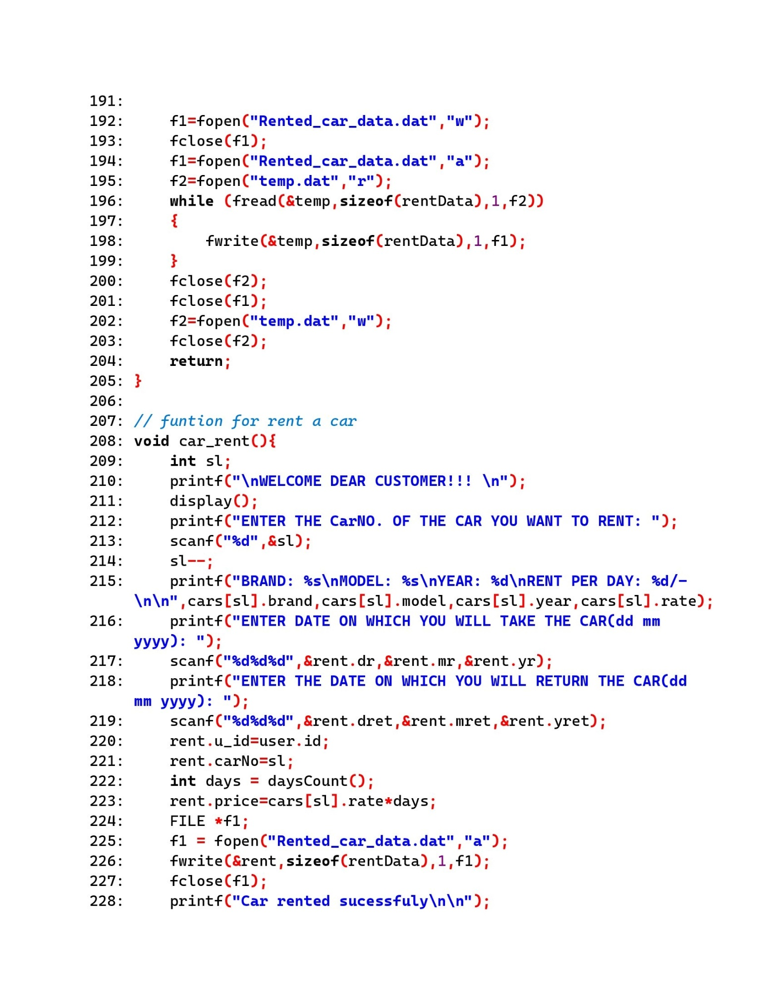 191:
192:     f1=fopen("Rented_car_data.dat","w");
193:     fclose(f1);
194:     f1=fopen("Rented_car_data.dat","a");
195:     f2=fopen("temp.dat","r");
196:     while (fread(&temp,sizeof(rentData),1,f2))
197:     {
198:         fwrite(&temp,sizeof(rentData),1,f1);
199:     }
200:     fclose(f2);
201:     fclose(f1);
202:     f2=fopen("temp.dat","w");
203:     fclose(f2);
204:     return;
205: }
206:
207: // funtion for rent a car
208: void car_rent(){
209:     int sl;
210:     printf("\nWELCOME DEAR CUSTOMER!!! \n");
211:     display();
212:     printf("ENTER THE CarNO. OF THE CAR YOU WANT TO RENT: ");
213:     scanf("%d",&sl);
214:     sl--;
215:     printf("BRAND: %s\nMODEL: %s\nYEAR: %d\nRENT PER DAY: %d/-
\n\n",cars[sl].brand,cars[sl].model,cars[sl].year,cars[sl].rate);
216:     printf("ENTER DATE ON WHICH YOU WILL TAKE THE CAR(dd mm
yyyy): ");
217:     scanf("%d%d%d",&rent.dr,&rent.mr,&rent.yr);
218:     printf("ENTER THE DATE ON WHICH YOU WILL RETURN THE CAR(dd
mm yyyy): ");
219:     scanf("%d%d%d",&rent.dret,&rent.mret,&rent.yret);
220:     rent.u_id=user.id;
221:     rent.carNo=sl;
222:     int days = daysCount();
223:     rent.price=cars[sl].rate*days;
224:     FILE *f1;
225:     f1 = fopen("Rented_car_data.dat","a");
226:     fwrite(&rent,sizeof(rentData),1,f1);
227:     fclose(f1);
228:     printf("Car rented sucessfuly\n\n");